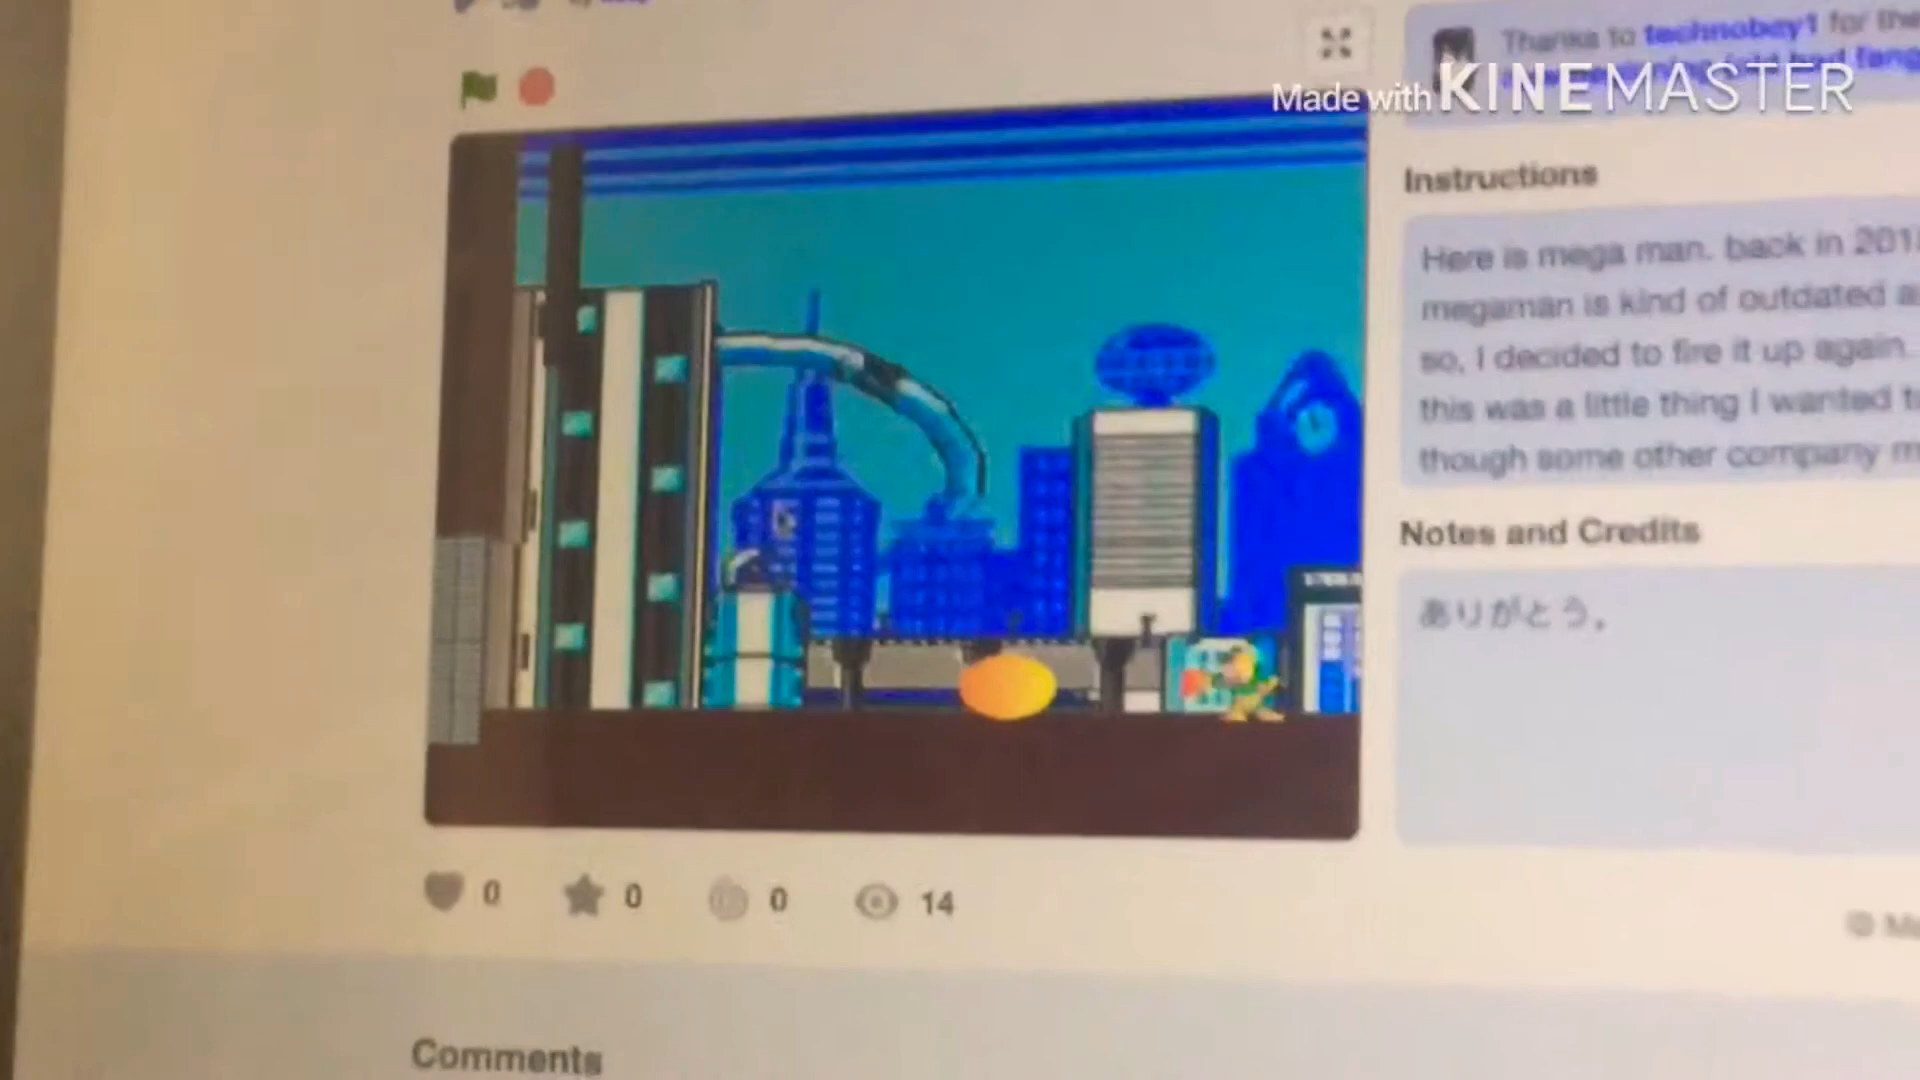 Thanks to technoboy1 for the
Made with KINEMASTER
Instructions
Here is mega man. back in 201
megaman is kind of outdated
so, I decided to fire it up again.
this was a little thing I wanted
though some other company
Notes and Credits
ありがとう。
0
0
0
14
Comments